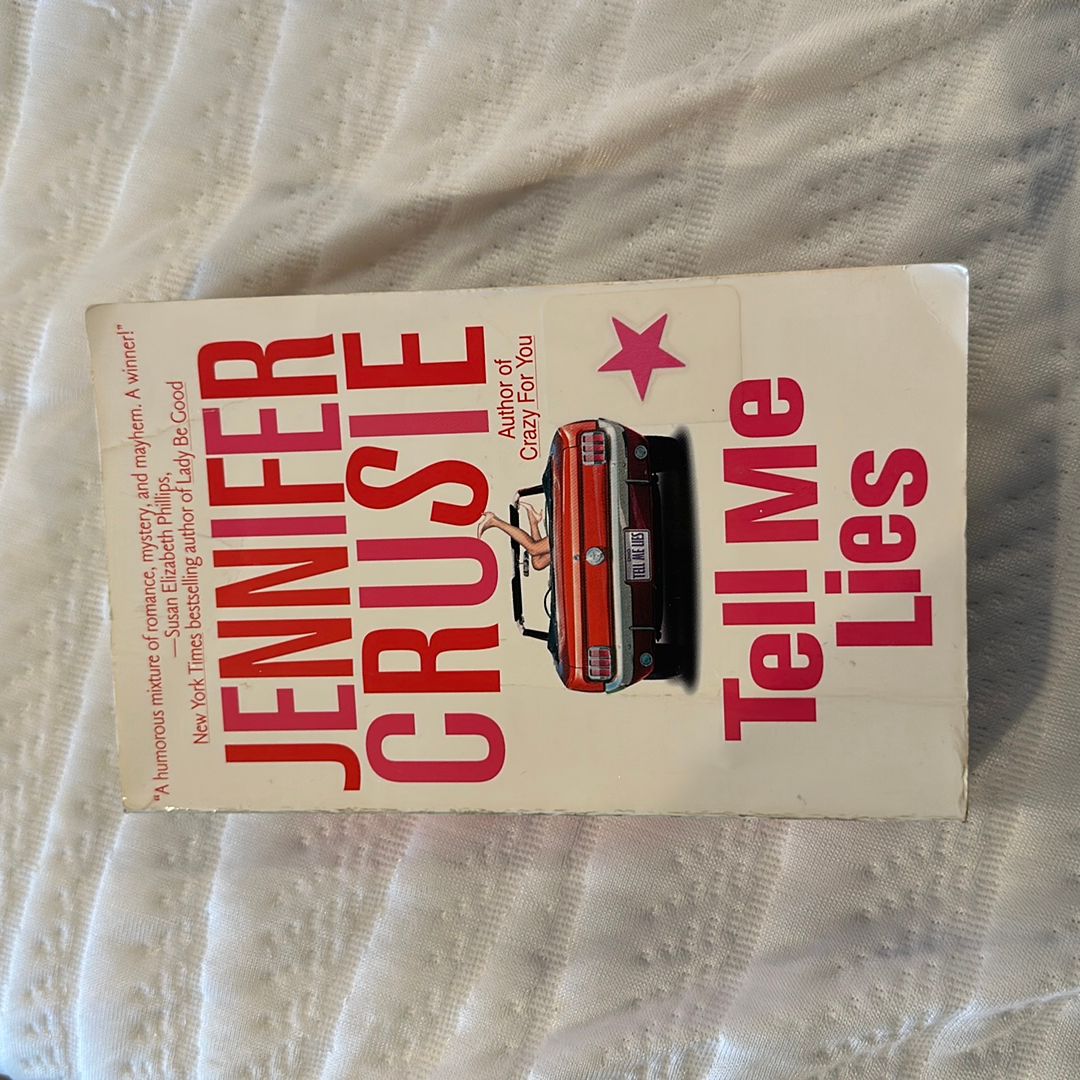 "A humorous mixture of romance, mystery, and mayhem. A winner!"
—Susan Elizabeth Phillips,
New York Times bestselling author of Lady Be Good
JENNIFER
CRUSIE
Author of
Crazy For You
TELL ME LIES
Tell Me
Lies